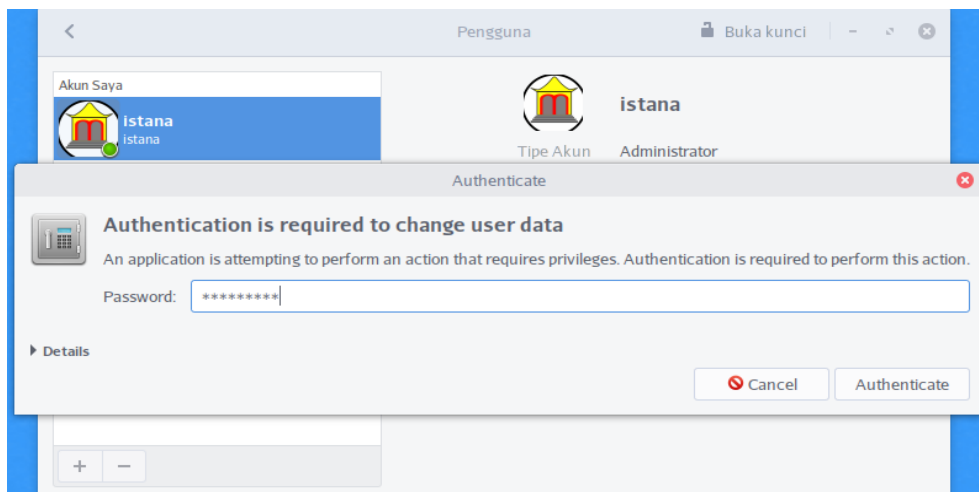 Pengguna
Buka kunci
Akun Saya
istana
istana
istana
Tipe Akun Administrator
Authenticate
Authentication is required to change user data
An application is attempting to perform an action that requires privileges. Authentication is required to perform this action.
Password: *********
Details
Cancel
Authenticate